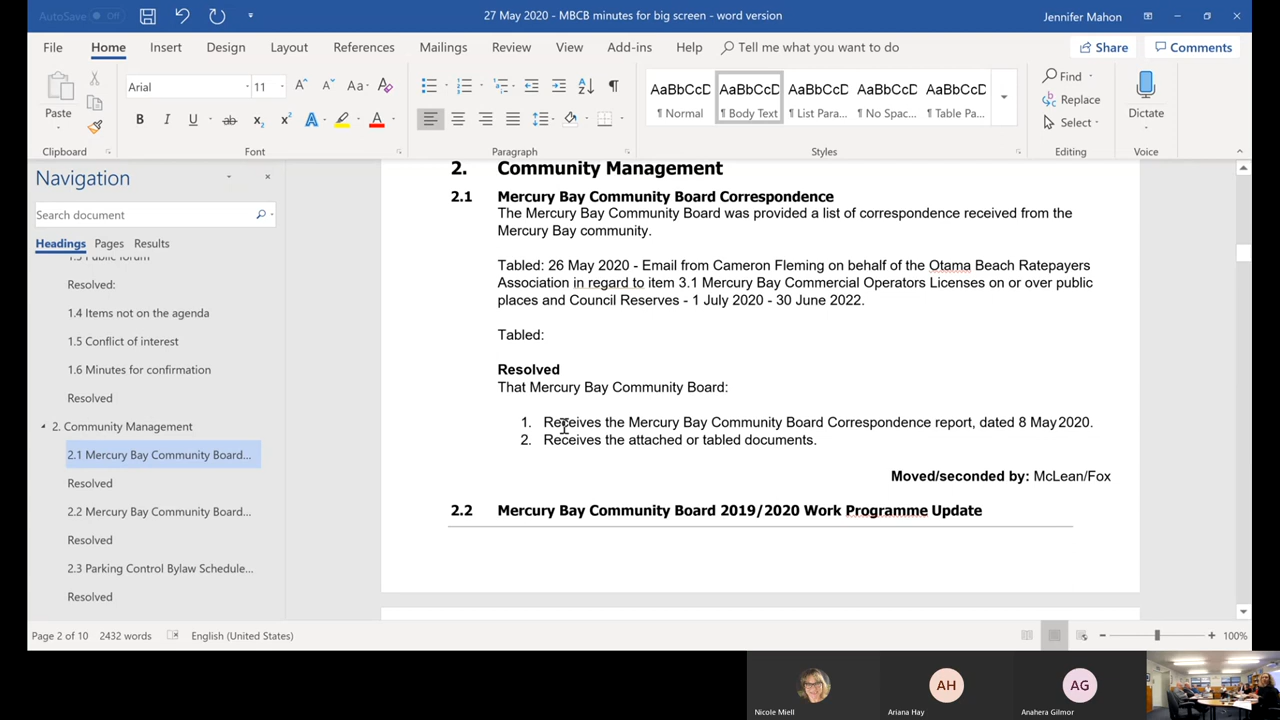 AutoSave Off
27 May 2020 - MBCB minutes for big screen - word version
Jennifer Mahon
File Home Insert Design Layout References Mailings Review View Add-ins Help Tell me what you want to do Share Comments
Paste
Clipboard
Arial 11
Font
Paragraph
AaBbCcD AaBbCcD AaBbCcD AaBbCcD AaBbCcD
¶ Normal ¶ Body Text ¶ List Para... ¶ No Spac... ¶ Table Pa...
Styles
Find
Replace
Select
Editing
Dictate
Voice
Navigation
Search document
Headings Pages Results
1.3 Public forum
Resolved:
1.4 Items not on the agenda
1.5 Conflict of interest
1.6 Minutes for confirmation
Resolved
2. Community Management
2.1 Mercury Bay Community Board...
Resolved
2.2 Mercury Bay Community Board...
Resolved
2.3 Parking Control Bylaw Schedule...
Resolved
2. Community Management
2.1 Mercury Bay Community Board Correspondence
The Mercury Bay Community Board was provided a list of correspondence received from the
Mercury Bay community.
Tabled: 26 May 2020 - Email from Cameron Fleming on behalf of the Otama Beach Ratepayers
Association in regard to item 3.1 Mercury Bay Commercial Operators Licenses on or over public
places and Council Reserves - 1 July 2020 - 30 June 2022.
Tabled:
Resolved
That Mercury Bay Community Board:
1. Receives the Mercury Bay Community Board Correspondence report, dated 8 May 2020.
2. Receives the attached or tabled documents.
Moved/seconded by: McLean/Fox
2.2 Mercury Bay Community Board 2019/2020 Work Programme Update
Page 2 of 10 2432 words English (United States) 100%
AH AG
Nicole Miell Ariana Hay Anahera Gilmor